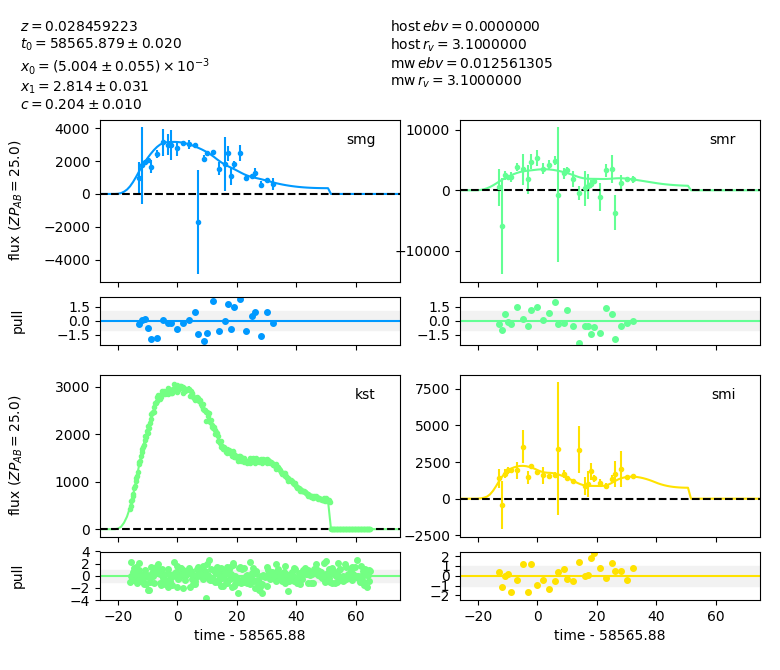 z = 0.028459223
t₀ = 58565.879 ± 0.020
x₀ = (5.004 ± 0.055) × 10⁻³
x₁ = 2.814 ± 0.031
c = 0.204 ± 0.010
host ebv = 0.0000000
host r_v = 3.1000000
mw ebv = 0.012561305
mw r_v = 3.1000000
smg
4000
2000
0
−2000
−4000
flux (ZP_AB = 25.0)
smr
10000
0
−10000
1.5
0.0
−1.5
pull
1.5
0.0
−1.5
kst
3000
2000
1000
0
flux (ZP_AB = 25.0)
smi
7500
5000
2500
0
−2500
4
2
0
−2
−4
pull
−20 0 20 40 60
time - 58565.88
2
1
0
−1
−2
−20 0 20 40 60
time - 58565.88